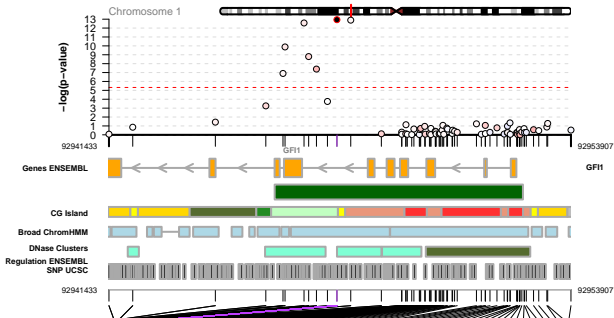 Chromosome 1
13
12
11
10
9
8
7
6
5
4
3
2
1
0
-log(p-value)
92941433
92953907
GFI1
Genes ENSEMBL
GFI1
CG Island
Broad ChromHMM
DNase Clusters
Regulation ENSEMBL
SNP UCSC
92941433
92953907